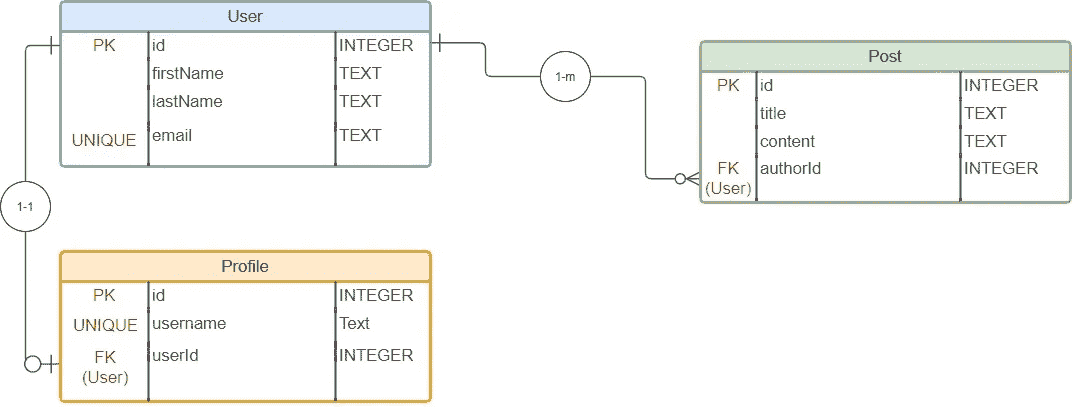 User
PK id INTEGER
firstName TEXT
lastName TEXT
UNIQUE email TEXT
1-m
Post
PK id INTEGER
title TEXT
content TEXT
FK authorId INTEGER
(User)
1-1
Profile
PK id INTEGER
UNIQUE username Text
FK userId INTEGER
(User)